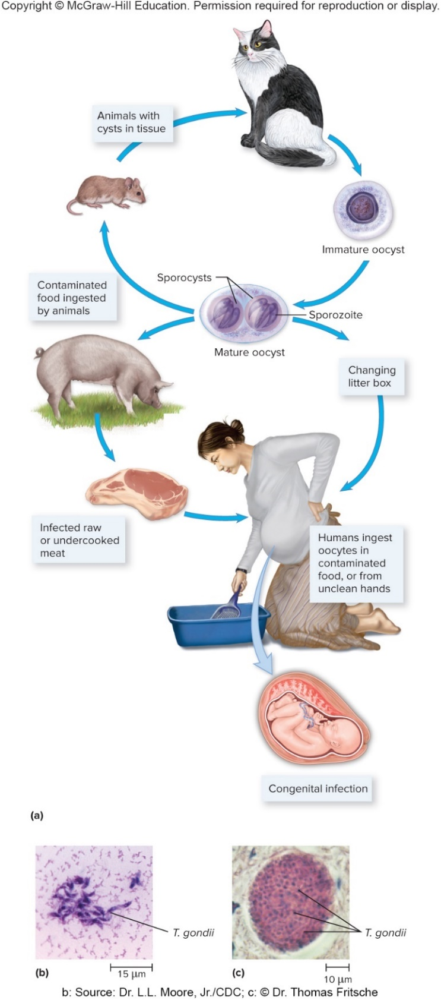 Copyright © McGraw-Hill Education. Permission required for reproduction or display.
Animals with
cysts in tissue
Immature oocyst
Sporocysts
Contaminated
food ingested
by animals
Sporozoite
Mature oocyst
Changing
litter box
Infected raw
or undercooked
meat
Humans ingest
oocytes in
contaminated
food, or from
unclean hands
Congenital infection
(a)
T. gondii
T. gondii
(b)
15 µm
(c)
10 µm
b: Source: Dr. L.L. Moore, Jr./CDC; c: © Dr. Thomas Fritsche